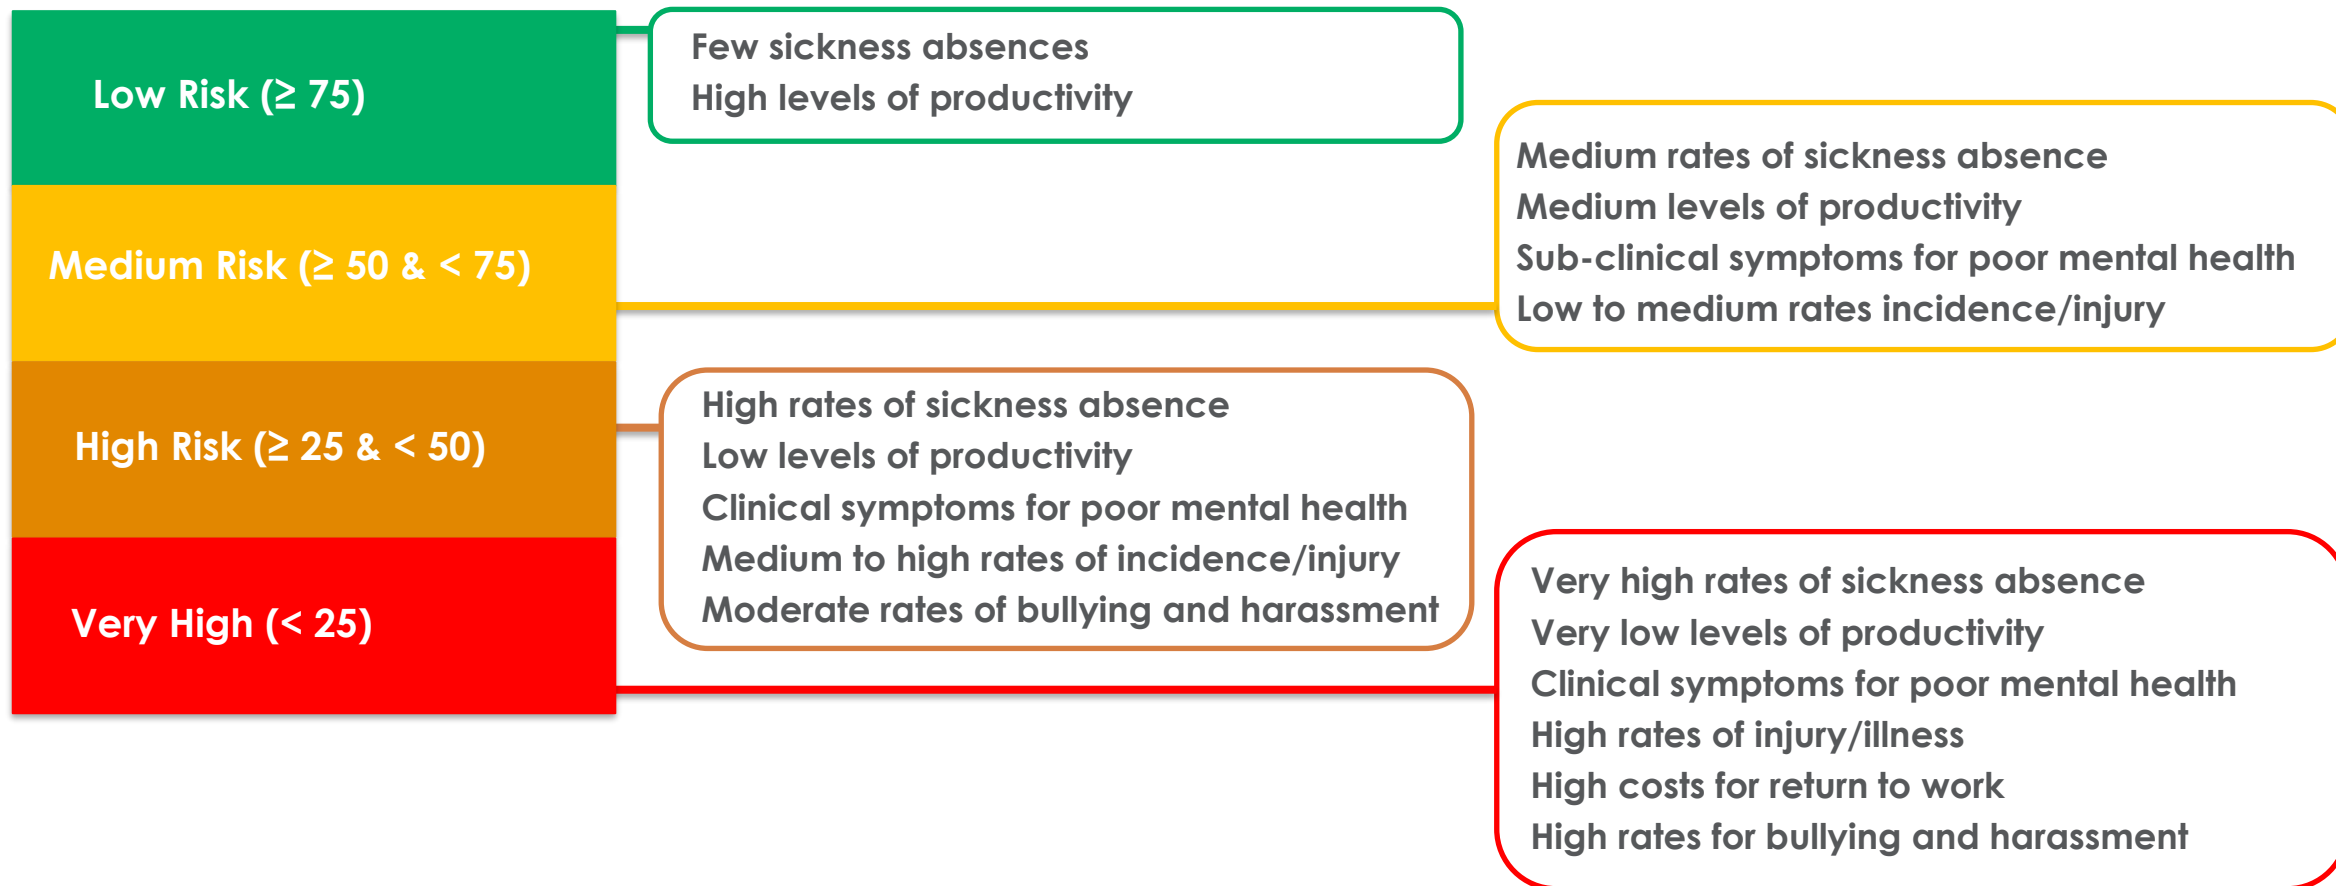 Low Risk (≥ 75)
Few sickness absences
High levels of productivity
Medium Risk (≥ 50 & < 75)
Medium rates of sickness absence
Medium levels of productivity
Sub-clinical symptoms for poor mental health
Low to medium rates incidence/injury
High Risk (≥ 25 & < 50)
High rates of sickness absence
Low levels of productivity
Clinical symptoms for poor mental health
Medium to high rates of incidence/injury
Moderate rates of bullying and harassment
Very High (< 25)
Very high rates of sickness absence
Very low levels of productivity
Clinical symptoms for poor mental health
High rates of injury/illness
High costs for return to work
High rates for bullying and harassment